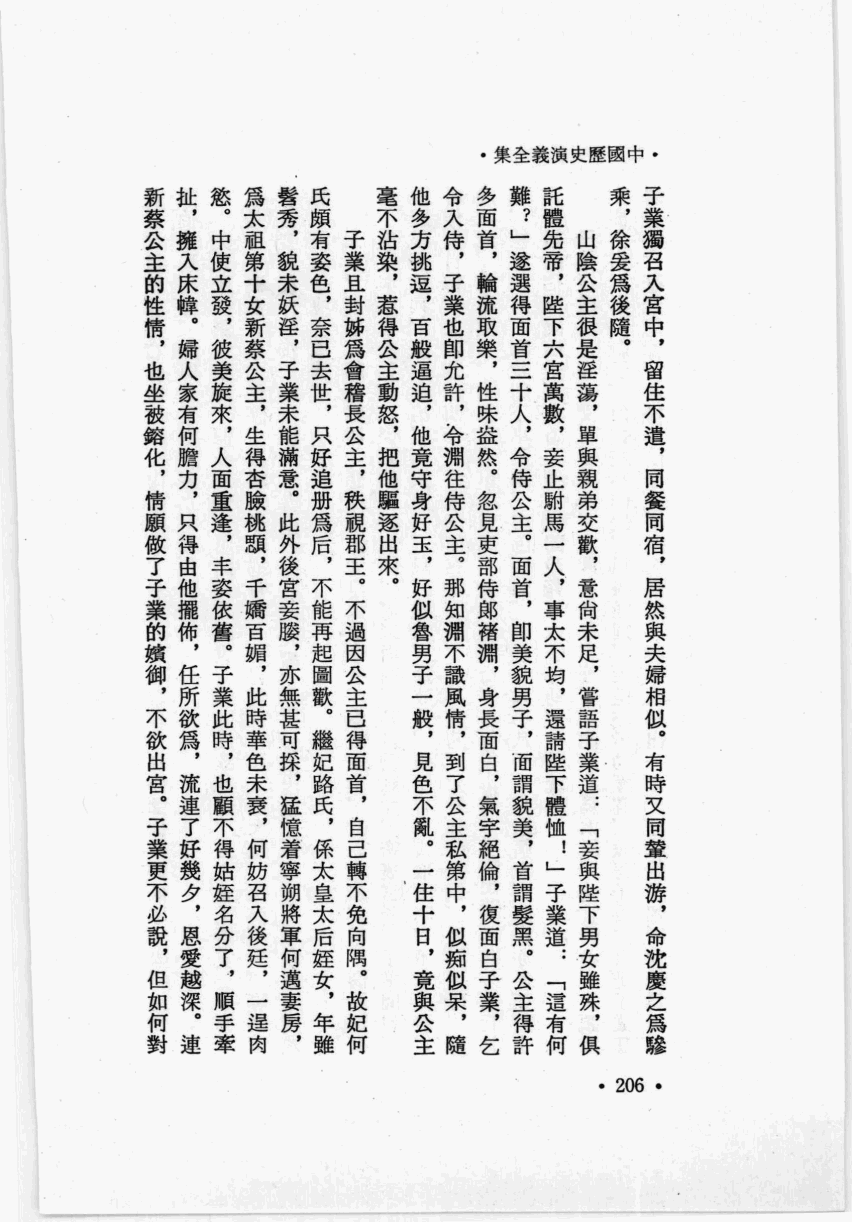 ·中國歷史演義全集·
子業獨召入宮中，留住不遣，同餐同宿，居然與夫婦相似。有時又同輦出游，命沈慶之爲驂
乘，徐爰爲後隨。
山陰公主很是淫蕩，單與親弟交歡，意尙未足，嘗語子業道：「妾與陛下男女雖殊，俱
託體先帝，陛下六宮萬數，妾止駙馬一人，事太不均，還請陛下體恤！」子業道：「這有何
難？」遂選得面首三十人，令侍公主。面首，卽美貌男子，面謂貌美，首謂髮黑。公主得許
多面首，輪流取樂，性味盎然。忽見吏部侍郎褚淵，身長面白，氣宇絕倫，復面白子業，乞
令入侍，子業也卽允許，令淵往侍公主。那知淵不識風情，到了公主私第中，似痴似呆，隨
他多方挑逗，百般逼迫，他竟守身好玉，好似魯男子一般，見色不亂。一住十日，竟與公主
毫不沾染，惹得公主動怒，把他驅逐出來。
子業且封姊爲會稽長公主，秩視郡王。不過因公主已得面首，自己轉不免向隅。故妃何
氏頗有姿色，奈已去世，只好追册爲后，不能再起圖歡。繼妃路氏，係太皇太后姪女，年雖
髫秀，貌未妖淫，子業未能滿意。此外後宮妾媵，亦無甚可採，猛憶着寧朔將軍何邁妻房，
爲太祖第十女新蔡公主，生得杏臉桃顋，千嬌百媚，此時華色未衰，何妨召入後廷，一逞肉
慾。中使立發，彼美旋來，人面重逢，丰姿依舊。子業此時，也顧不得姑姪名分了，順手牽
扯，擁入床幃。婦人家有何膽力，只得由他擺佈，任所欲爲，流連了好幾夕，恩愛越深。連
新蔡公主的性情，也坐被鎔化，情願做了子業的嬪御，不欲出宮。子業更不必說，但如何對
·206·